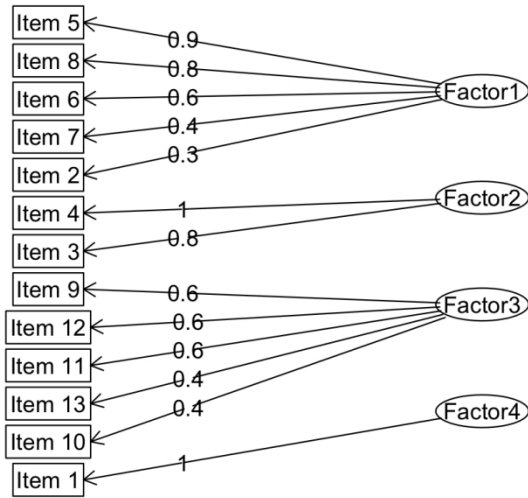 Item 5
0.9
Item 8
0.8
Factor1
Item 6
0.6
Item 7
0.4
Item 2
0.3
Item 4
1
Factor2
Item 3
0.8
Item 9
0.6
Factor3
Item 12
0.6
Item 11
0.6
Item 13
0.4
Item 10
0.4
Factor4
Item 1
1